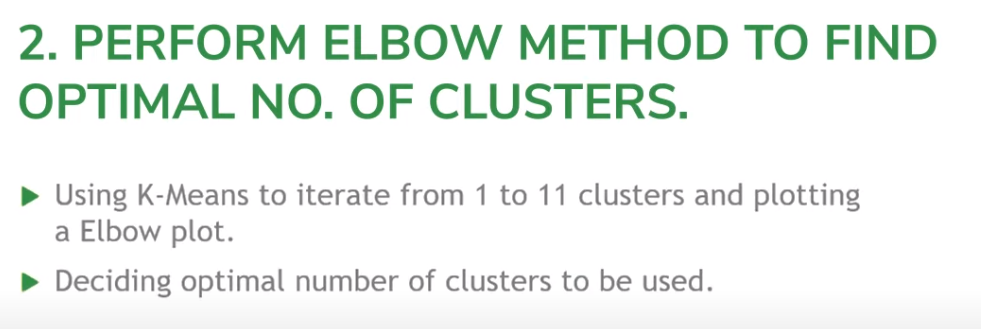 2. PERFORM ELBOW METHOD TO FIND
OPTIMAL NO. OF CLUSTERS.
Using K-Means to iterate from 1 to 11 clusters and plotting
a Elbow plot.
Deciding optimal number of clusters to be used.